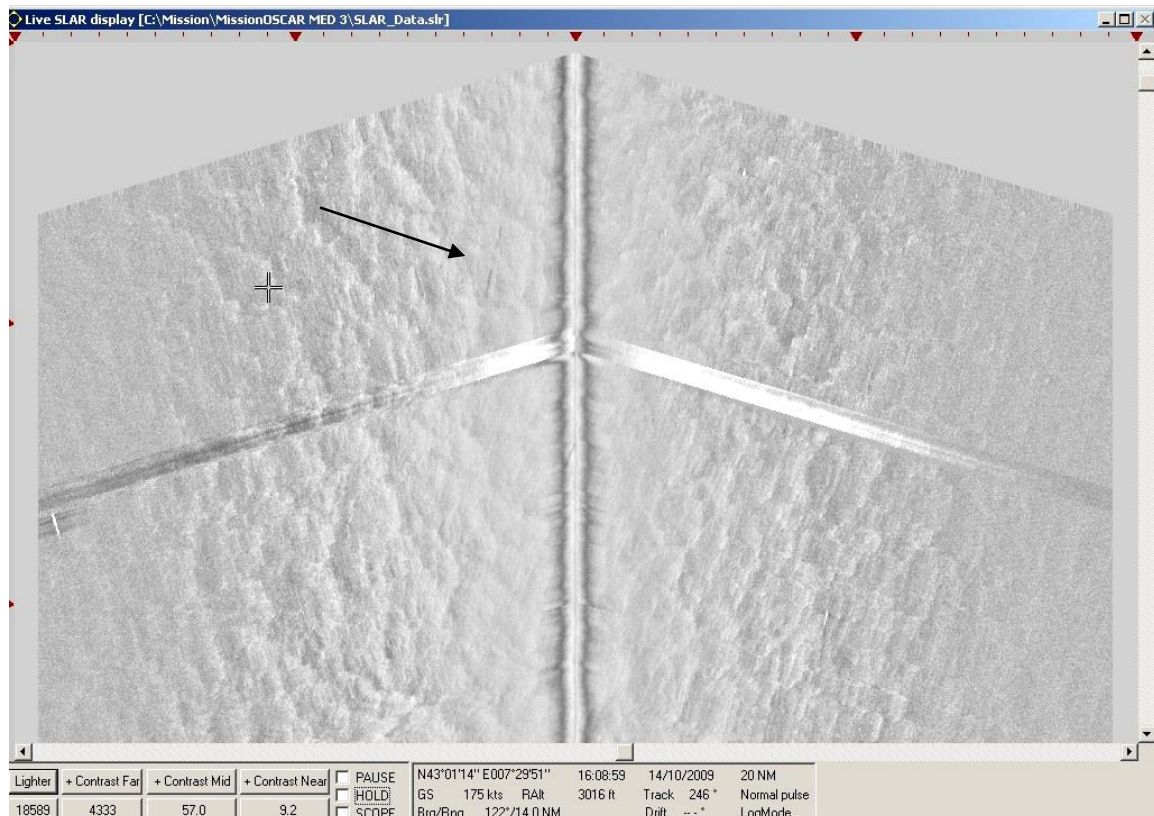 Live SLAR display [C:\Mission\MissionOSCAR MED 3\SLAR_Data.slr]
Lighter + Contrast Far + Contrast Mid + Contrast Near PAUSE N43°01'14" E007°29'51" 16:08:59 14/10/2009 20 NM
HOLD GS 175 kts RAlt 3016 ft Track 246 ° Normal pulse
18589 4333 57.0 9.2 SCOPE Brg/Rng 122°/14.0 NM Drift -- - ° LogMode